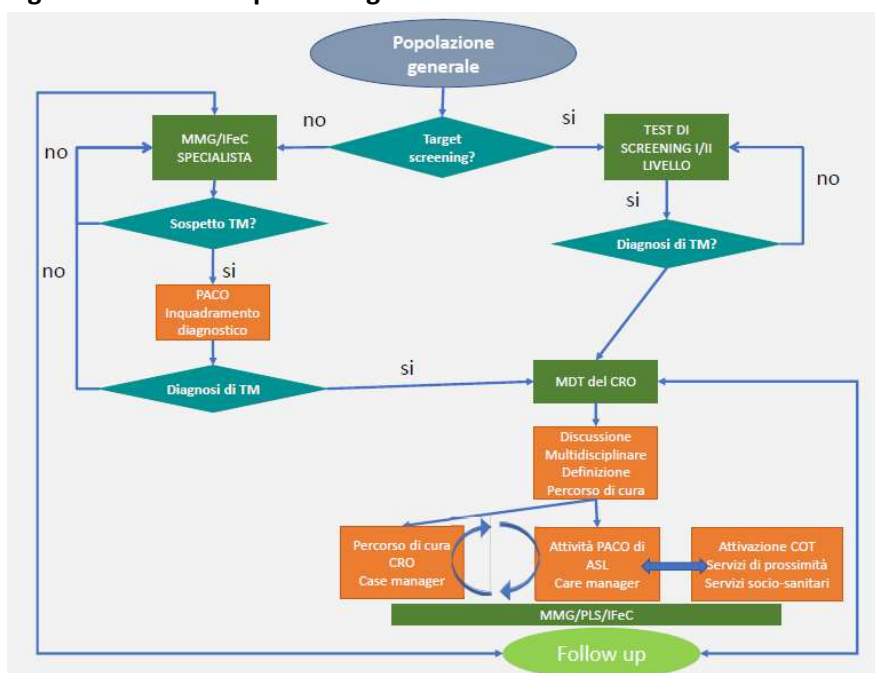 Popolazione
generale
no
si
MMG/IFeC
SPECIALISTA
Target
screening?
TEST DI
SCREENING I/II
LIVELLO
no
no
si
Sospetto TM?
Diagnosi di TM?
no
si
PACO
Inquadramento
diagnostico
Diagnosi di TM
si
MDT del CRO
Discussione
Multidisciplinare
Definizione
Percorso di cura
Percorso di cura
CRO
Case manager
Attività PACO di
ASL
Care manager
Attivazione COT
Servizi di prossimità
Servizi socio-sanitari
MMG/PLS/IFeC
Follow up